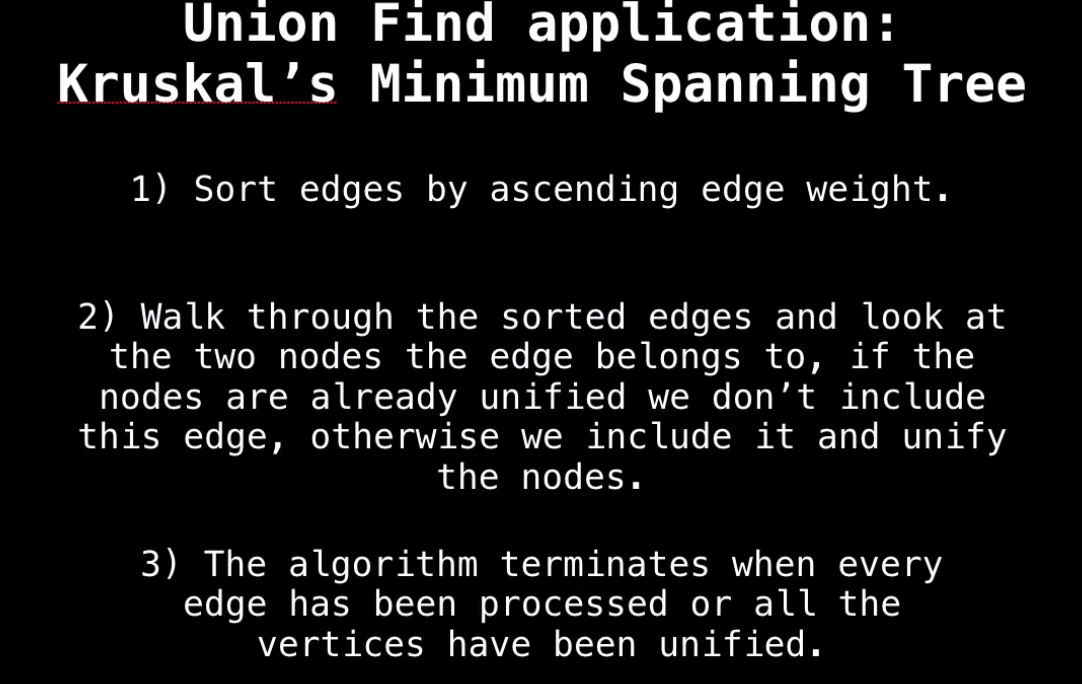 Union Find application:
Kruskal’s Minimum Spanning Tree
1) Sort edges by ascending edge weight.
2) Walk through the sorted edges and look at
the two nodes the edge belongs to, if the
nodes are already unified we don’t include
this edge, otherwise we include it and unify
the nodes.
3) The algorithm terminates when every
edge has been processed or all the
vertices have been unified.